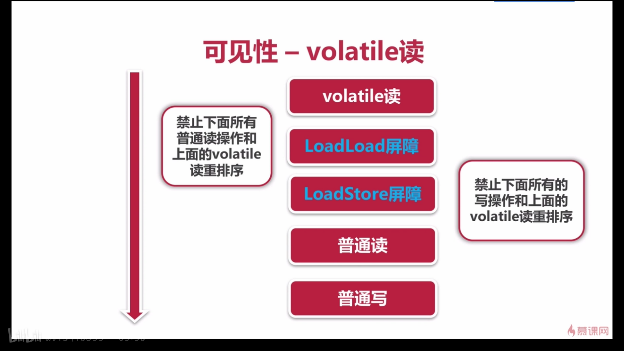 可见性 – volatile读
volatile读
禁止下面所有
普通读操作和
上面的volatile
读重排序
LoadLoad屏障
LoadStore屏障
禁止下面所有的
写操作和上面的
volatile读重排序
普通读
普通写
慕课网